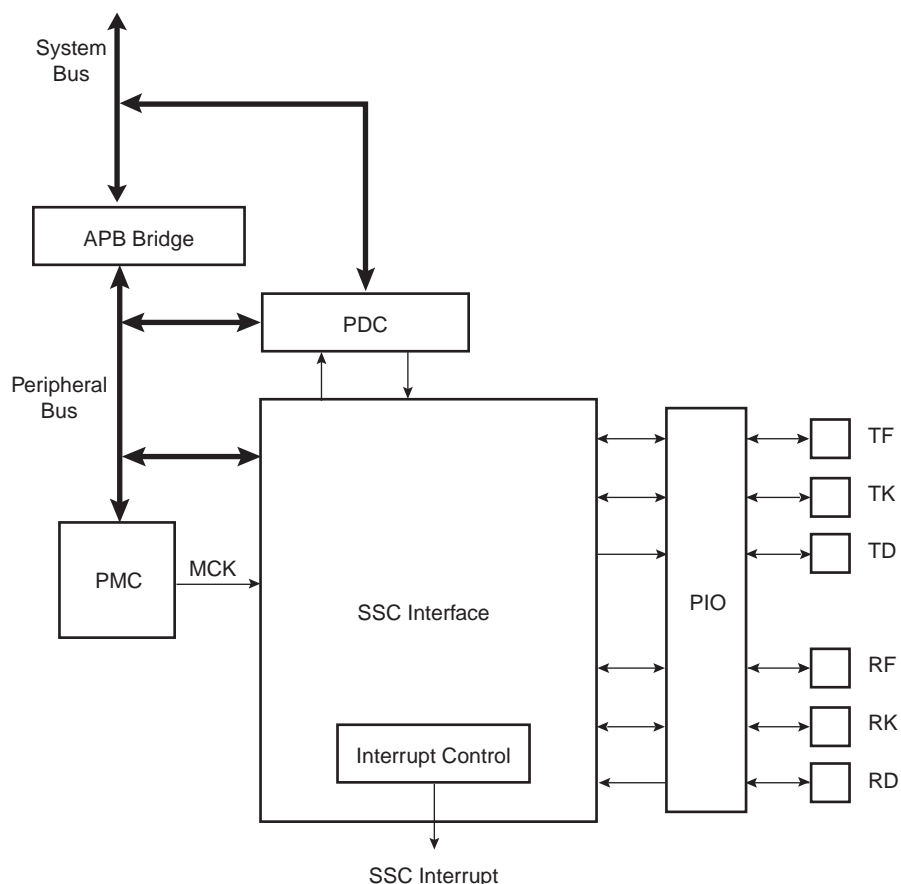 System
Bus
APB Bridge
PDC
Peripheral
Bus
TF
TK
TD
PMC
MCK
SSC Interface
PIO
RF
RK
RD
Interrupt Control
SSC Interrupt